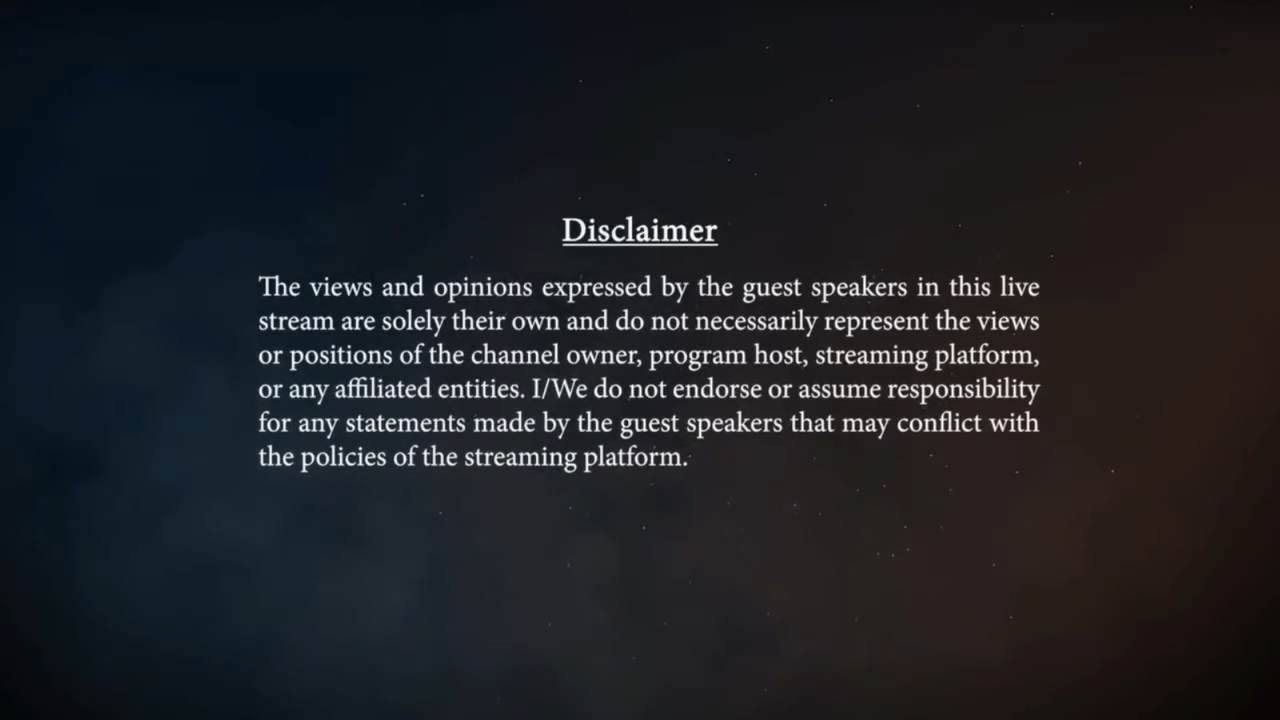 Disclaimer
The views and opinions expressed by the guest speakers in this live
stream are solely their own and do not necessarily represent the views
or positions of the channel owner, program host, streaming platform,
or any affiliated entities. I/We do not endorse or assume responsibility
for any statements made by the guest speakers that may conflict with
the policies of the streaming platform.